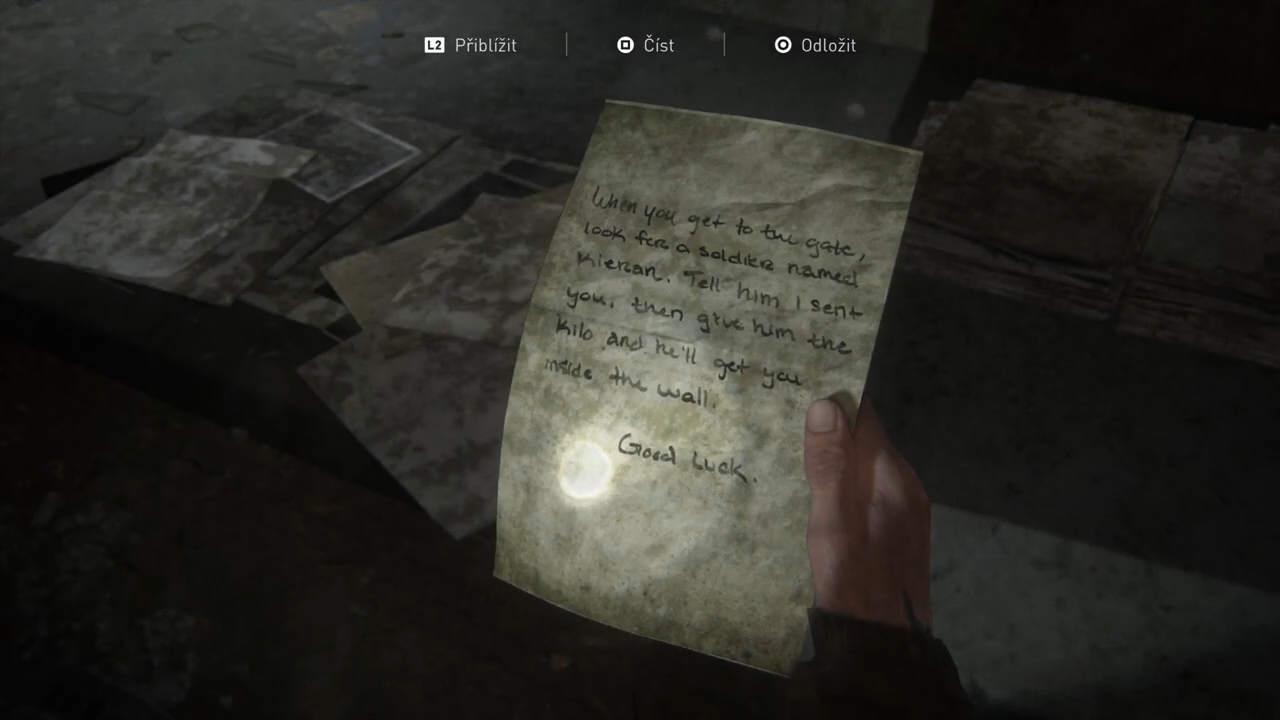 L2 Přiblížit
Číst
Odložit
When you get to the gate,
look for a soldier named
Kieran. Tell him I sent
you, then give him the
kilo and he'll get you
inside the wall.
Good Luck.